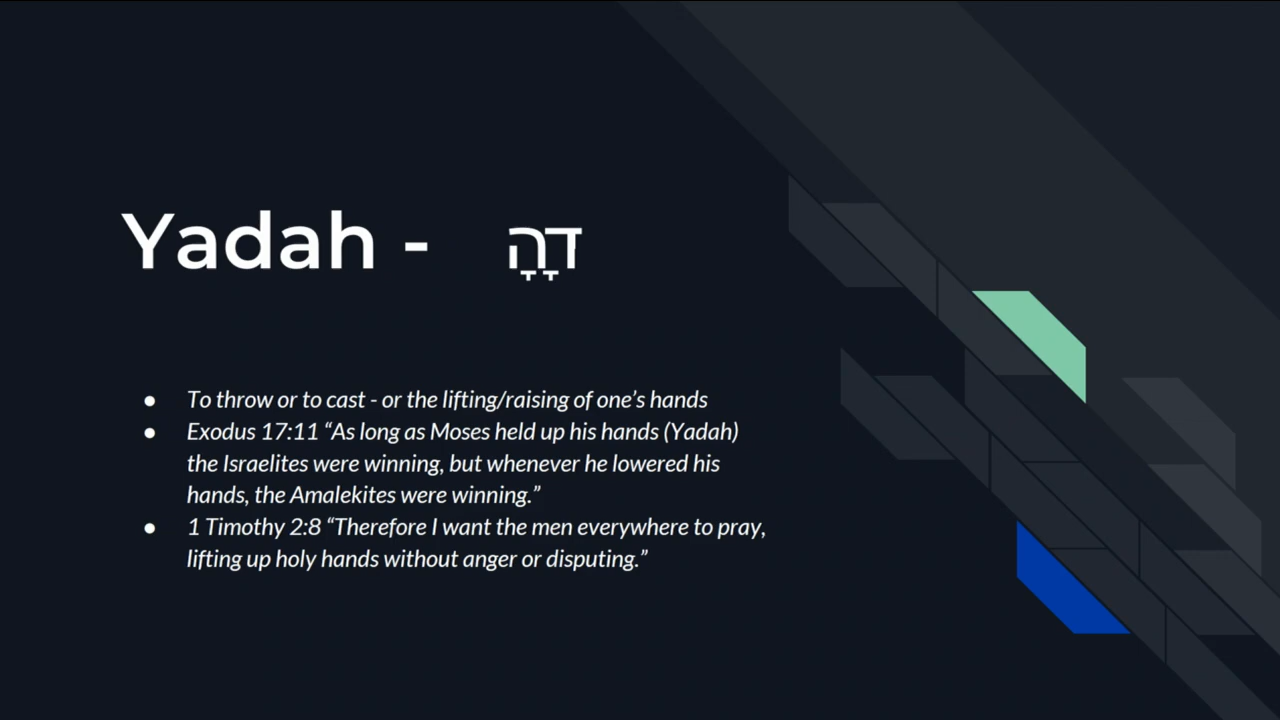 Yadah - דָהָ
● To throw or to cast - or the lifting/raising of one’s hands
● Exodus 17:11 “As long as Moses held up his hands (Yadah)
the Israelites were winning, but whenever he lowered his
hands, the Amalekites were winning.”
● 1 Timothy 2:8 “Therefore I want the men everywhere to pray,
lifting up holy hands without anger or disputing.”